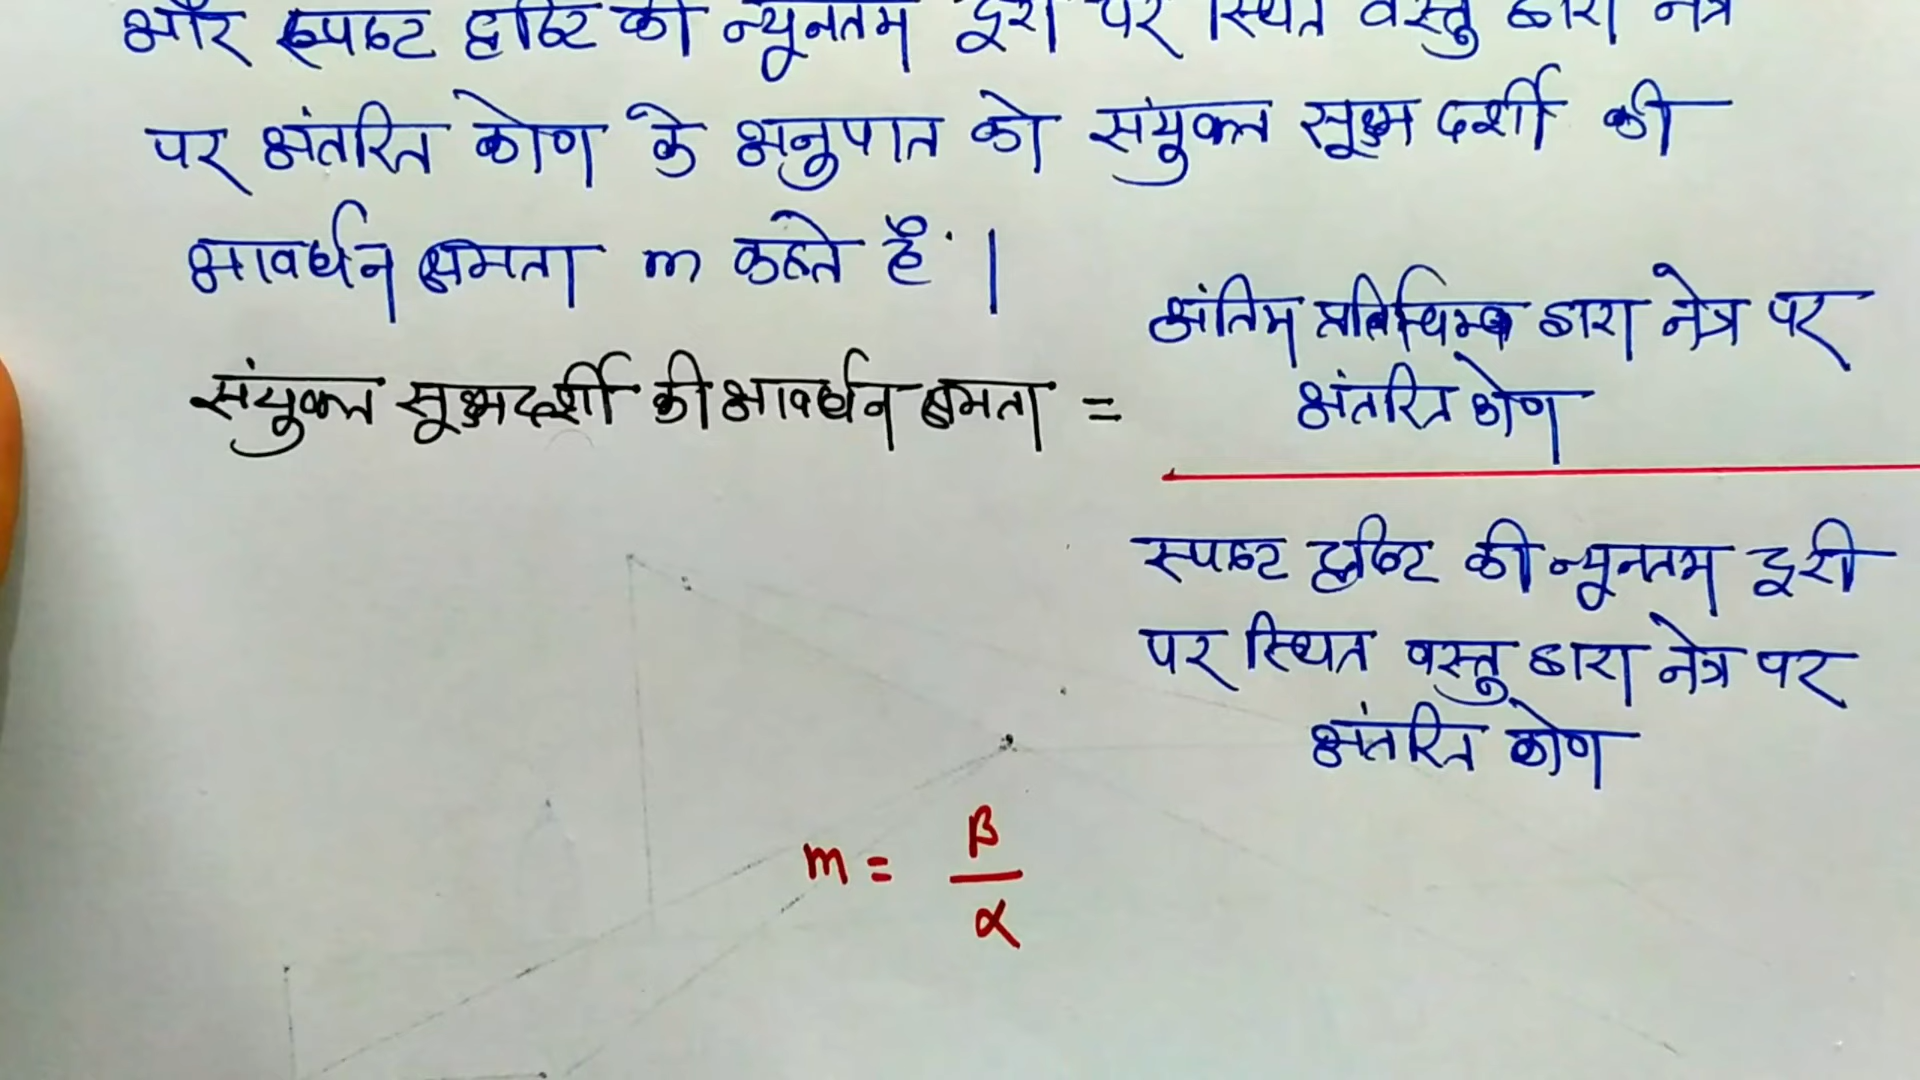 और स्पष्ट दृष्टि की न्यूनतम दूरी पर स्थित वस्तु द्वारा नेत्र
पर अंतरित कोण के अनुपात को संयुक्त सूक्ष्म दर्शी की
आवर्धन क्षमता m कहते हैं ।
संयुक्त सूक्ष्मदर्शी की आवर्धन क्षमता =
अंतिम प्रतिबिम्ब द्वारा नेत्र पर
अंतरित कोण
स्पष्ट दृष्टि की न्यूनतम दूरी
पर स्थित वस्तु द्वारा नेत्र पर
अंतरित कोण
m = β
α